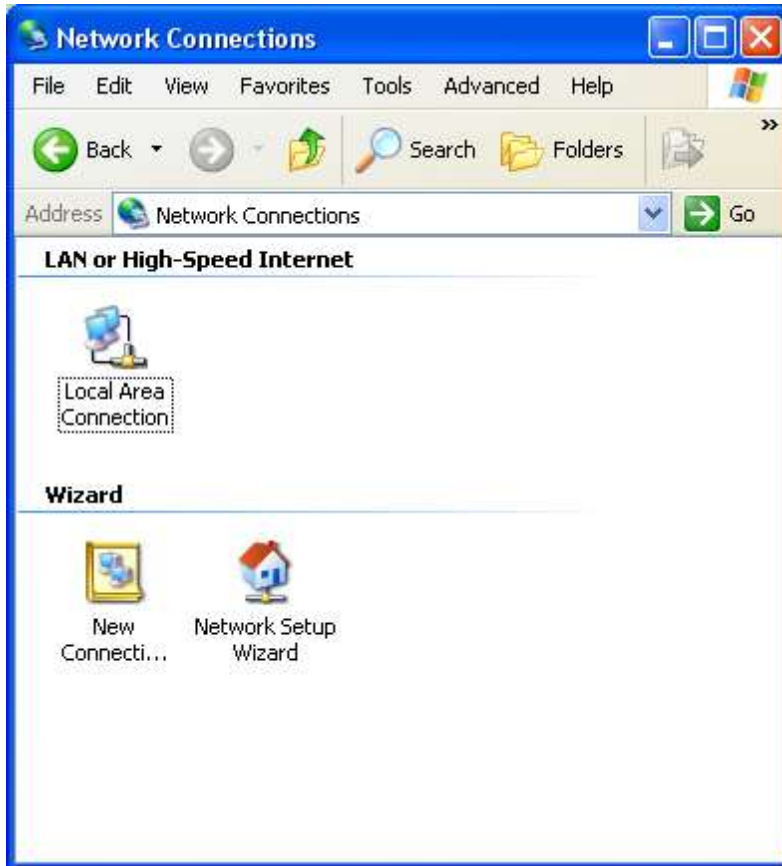 Network Connections
File Edit View Favorites Tools Advanced Help
Back Search Folders »
Address Network Connections Go
LAN or High-Speed Internet
Local Area
Connection
Wizard
New
Connecti...
Network Setup
Wizard